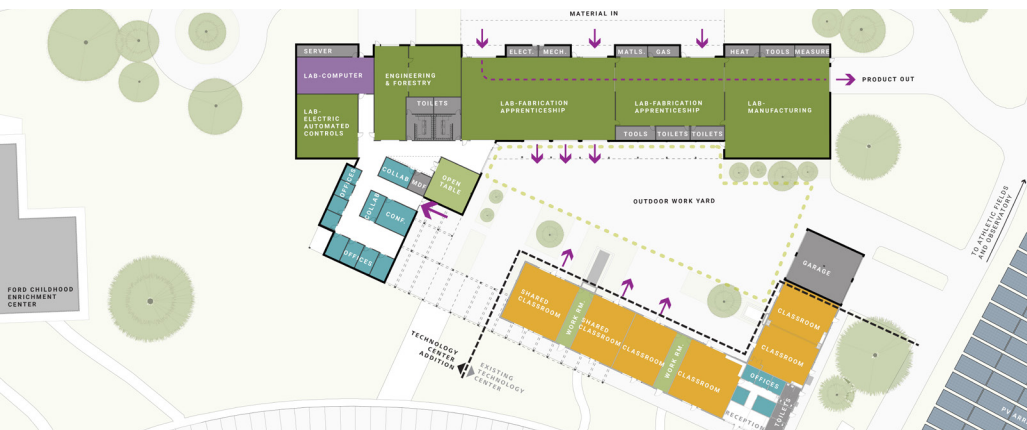 MATERIAL IN
SERVER
ELECT.
MECH.
MATLS.
GAS
HEAT
TOOLS
MEASURE
LAB-COMPUTER
ENGINEERING
& FORESTRY
PRODUCT OUT
TOILETS
LAB-FABRICATION
APPRENTICESHIP
LAB-FABRICATION
APPRENTICESHIP
LAB-
MANUFACTURING
LAB-
ELECTRIC
AUTOMATED
CONTROLS
TOOLS
TOILETS
TOILETS
OFFICES
COLLAB
MDF
OPEN
TABLE
COLLAB
CONF.
OFFICES
OUTDOOR WORK YARD
TO ATHLETIC FIELDS
AND OBSERVATORY
GARAGE
FORD CHILDHOOD
ENRICHMENT
CENTER
SHARED
CLASSROOM
WORK RM.
SHARED
CLASSROOM
CLASSROOM
WORK RM.
CLASSROOM
CLASSROOM
CLASSROOM
TECHNOLOGY
CENTER
ADDITION
EXISTING
TECHNOLOGY
CENTER
OFFICES
TOILETS
RECEPTION
PV ARR